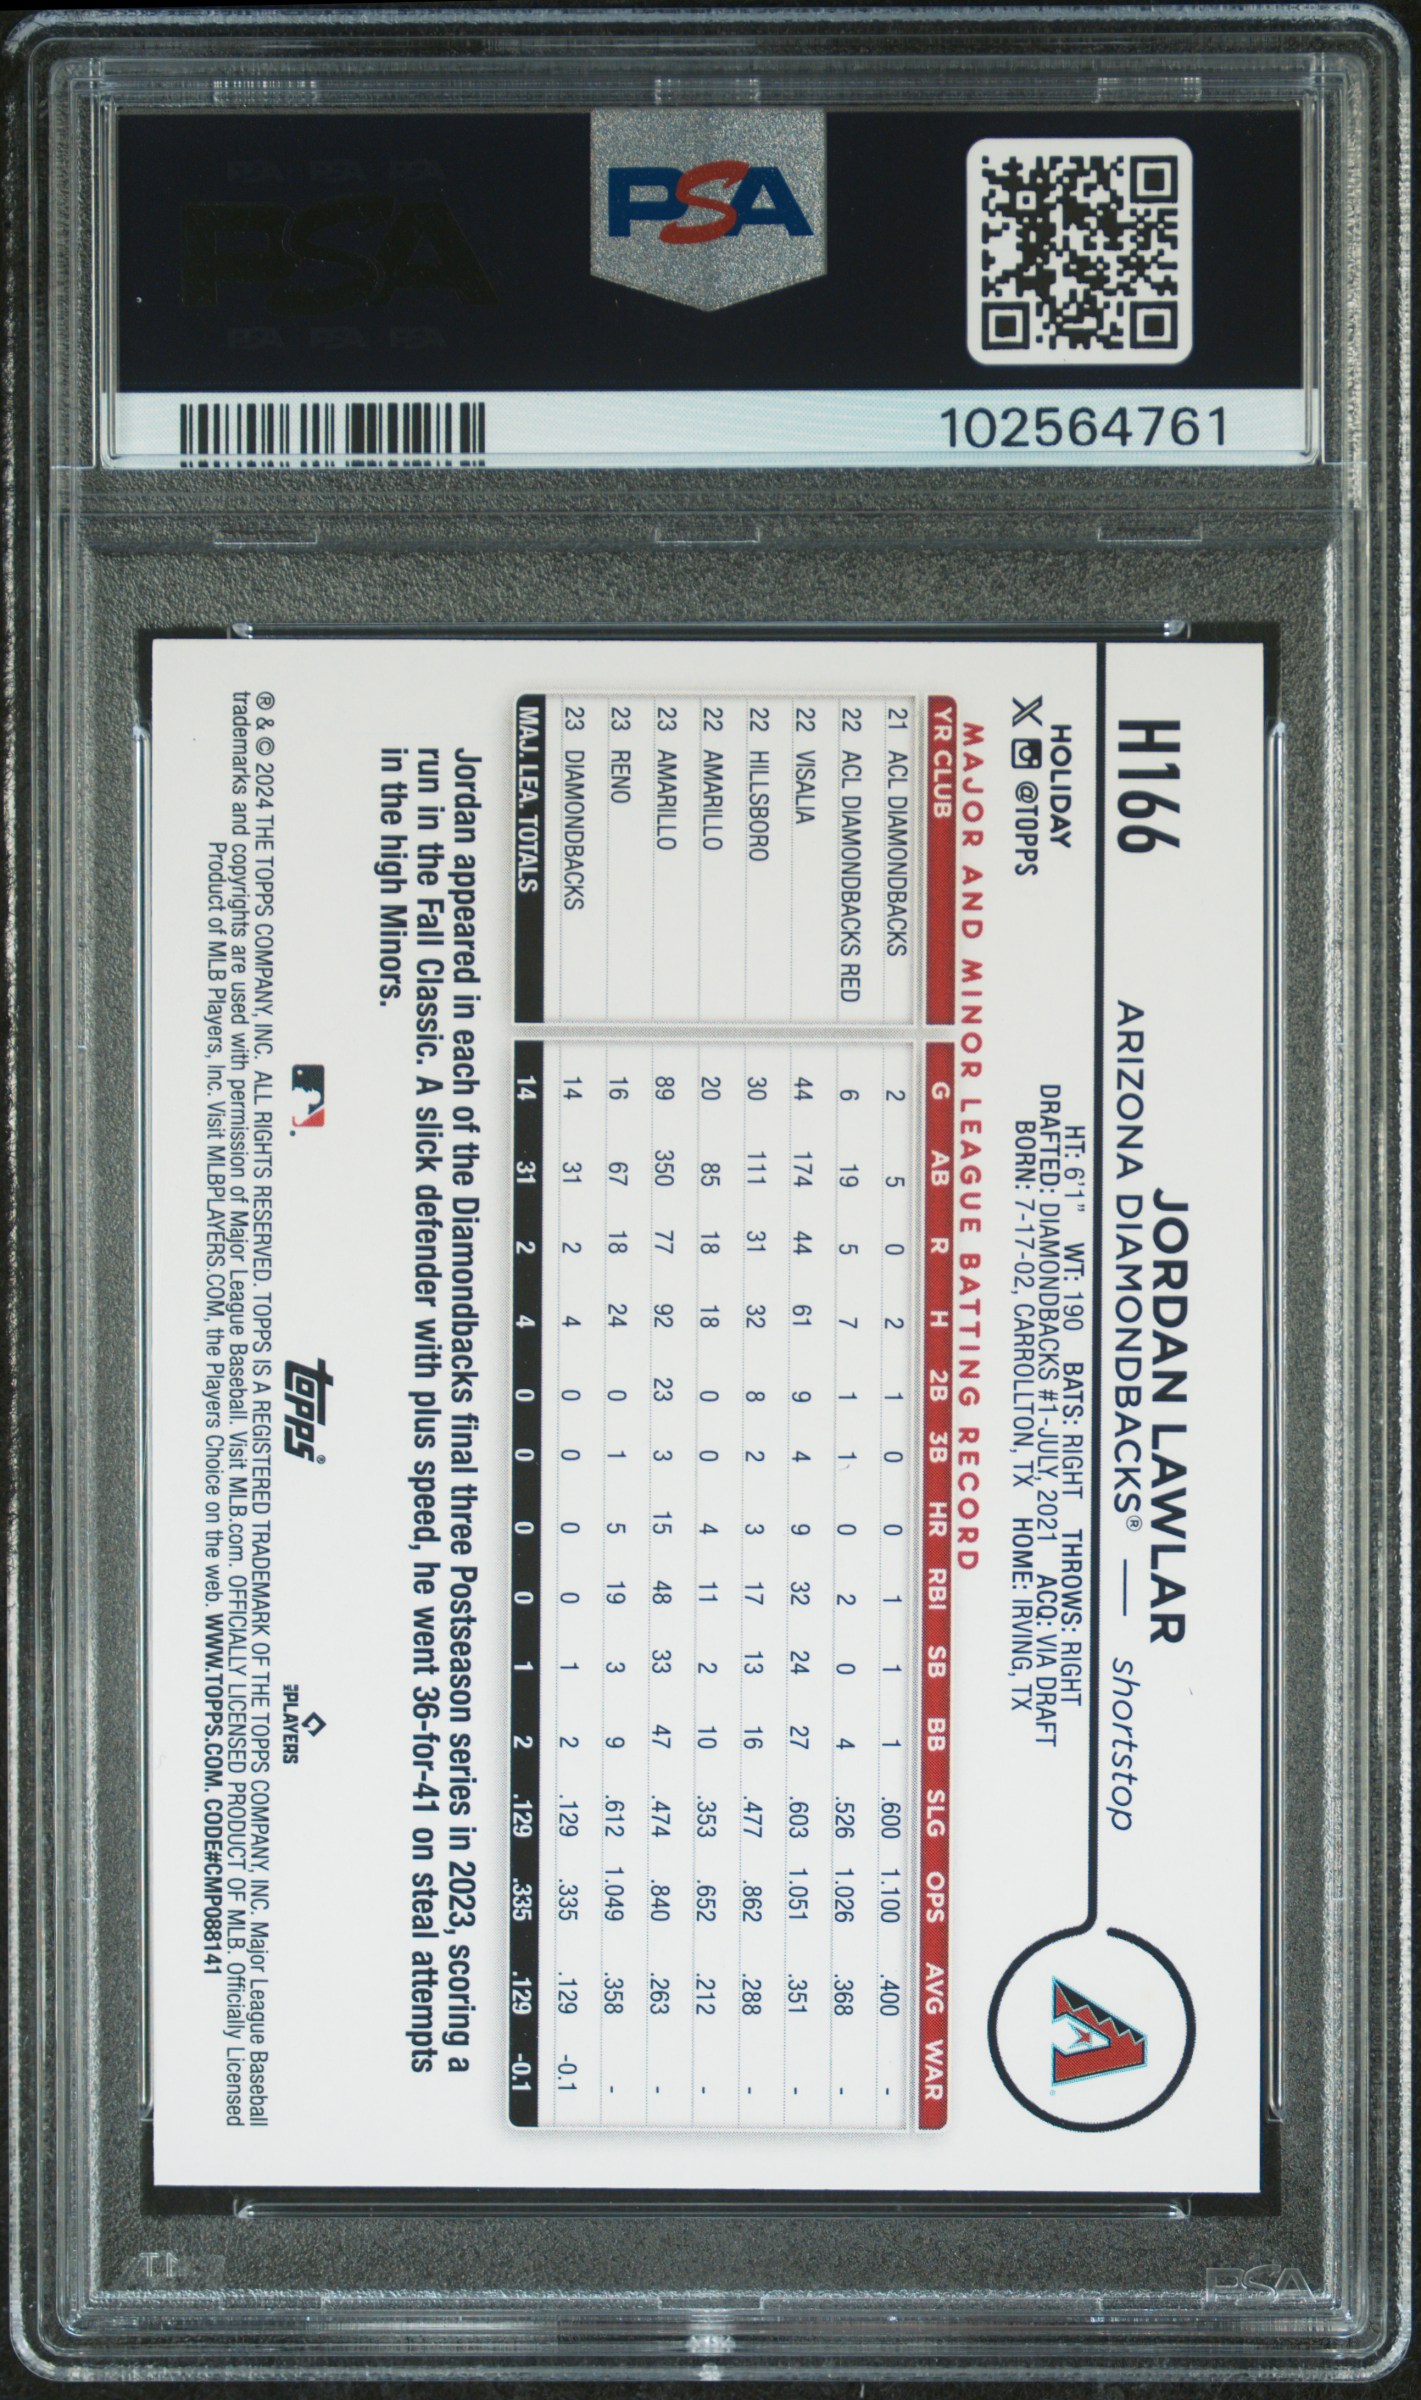 PSA
102564761
H166
JORDAN LAWLAR
ARIZONA DIAMONDBACKS® — shortstop
HOLIDAY
X @TOPPS
HT: 6'1" WT: 190 BATS: RIGHT THROWS: RIGHT
DRAFTED: DIAMONDBACKS #1-JULY, 2021 ACQ: VIA DRAFT
BORN: 7-17-02, CARROLLTON, TX HOME: IRVING, TX
MAJOR AND MINOR LEAGUE BATTING RECORD
YR CLUB G AB R H 2B 3B HR RBI SB BB SLG OPS AVG WAR
21 ACL DIAMONDBACKS 2 5 0 2 1 0 0 1 1 1 .600 1.100 .400 -
22 ACL DIAMONDBACKS RED 6 19 5 7 1 1 0 2 0 4 .526 1.026 .368 -
22 VISALIA 44 174 44 61 9 4 9 32 24 27 .603 1.051 .351 -
22 HILLSBORO 30 111 31 32 8 2 3 17 13 16 .477 .862 .288 -
22 AMARILLO 20 85 18 18 0 0 4 11 2 10 .353 .652 .212 -
23 AMARILLO 89 350 77 92 23 3 15 48 33 47 .474 .840 .263 -
23 RENO 16 67 18 24 0 1 5 19 3 9 .612 1.049 .358 -
23 DIAMONDBACKS 14 31 2 4 0 0 0 0 1 2 .129 .335 .129 -0.1
MAJ. LEA. TOTALS 14 31 2 4 0 0 0 0 1 2 .129 .335 .129 -0.1
Jordan appeared in each of the Diamondbacks final three Postseason series in 2023, scoring a
run in the Fall Classic. A slick defender with plus speed, he went 36-for-41 on steal attempts
in the high Minors.
topps®
PLAYERS
® & © 2024 THE TOPPS COMPANY, INC. ALL RIGHTS RESERVED. TOPPS IS A REGISTERED TRADEMARK OF THE TOPPS COMPANY, INC. Major League Baseball
trademarks and copyrights are used with permission of Major League Baseball. Visit MLB.com. OFFICIALLY LICENSED PRODUCT OF MLB. Officially Licensed
Product of MLB Players, Inc. Visit MLBPLAYERS.COM, the Players Choice on the web. WWW.TOPPS.COM. CODE#CMP088141
PSA